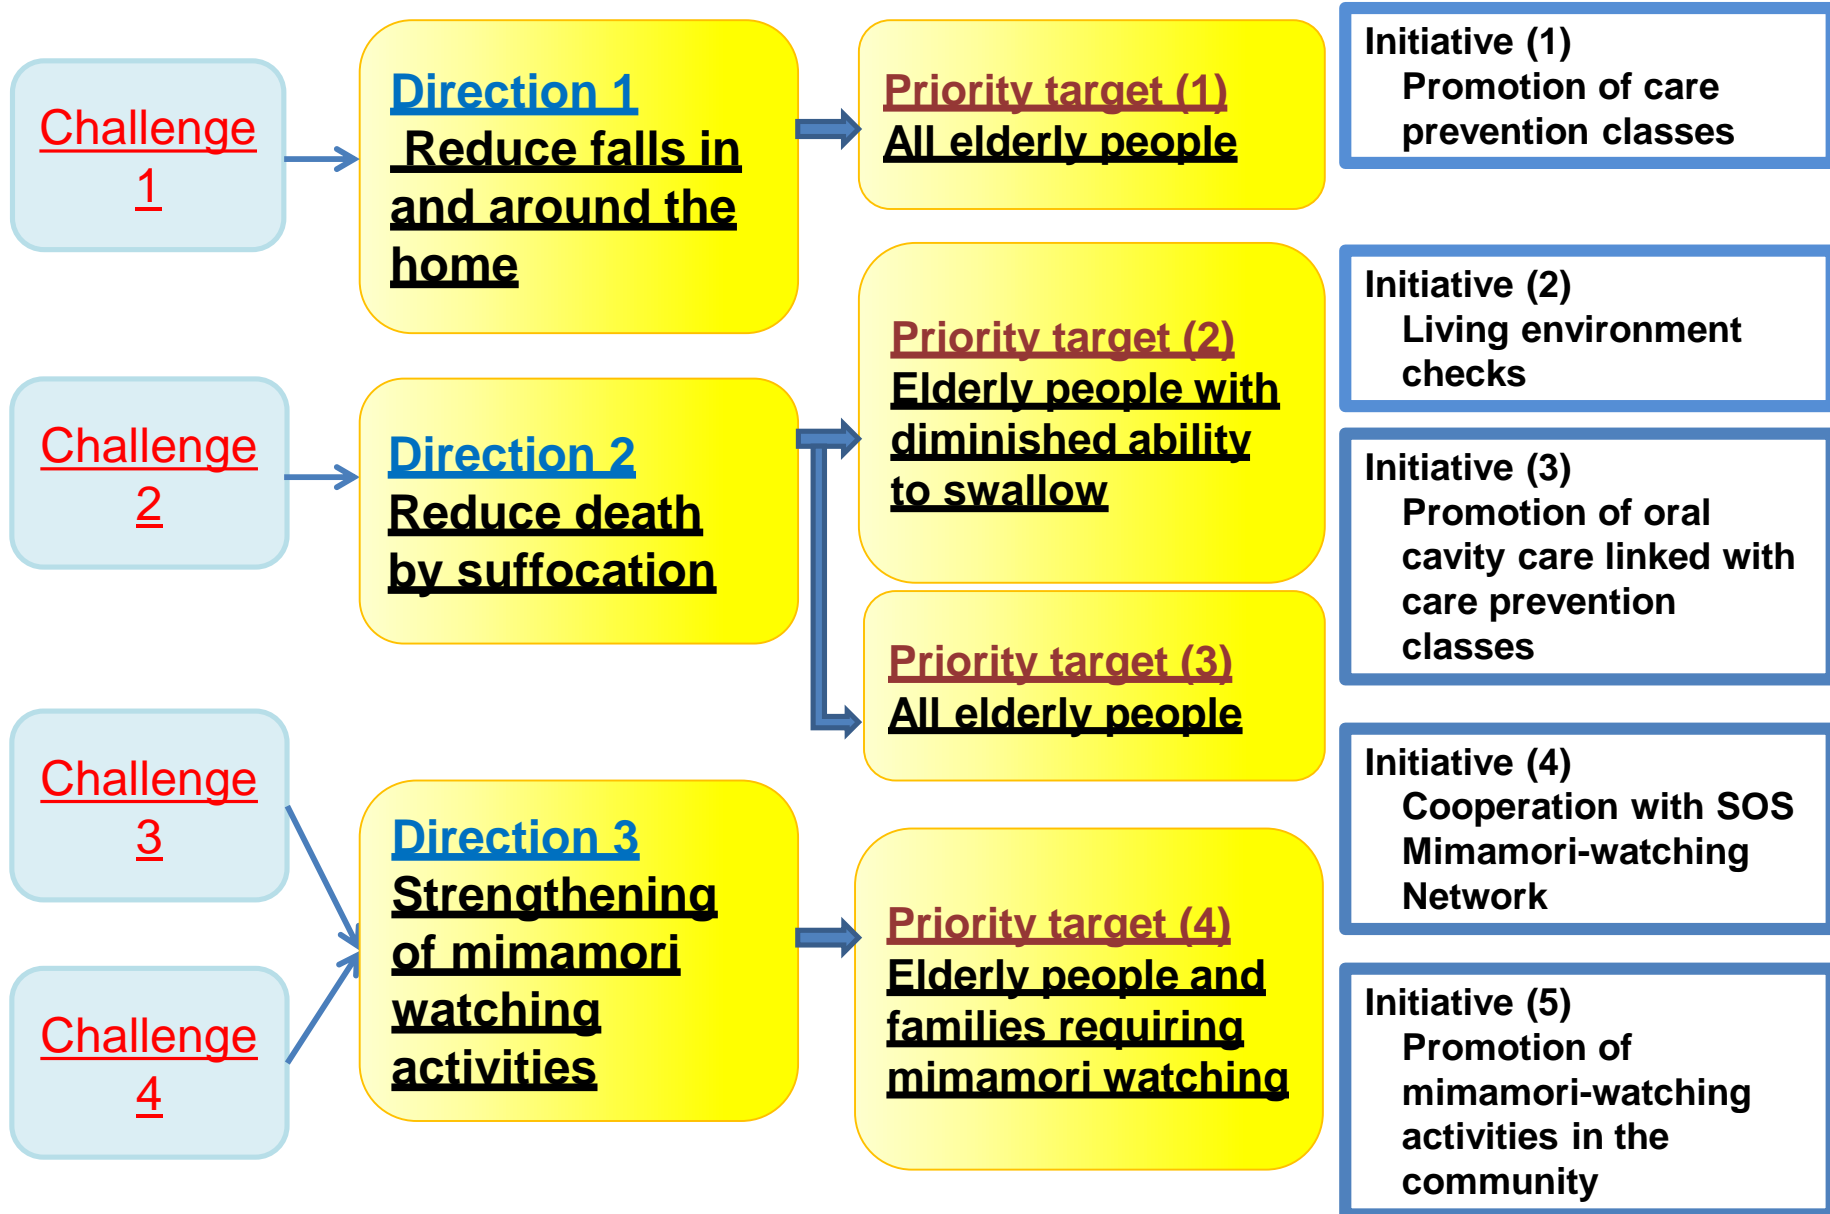 Challenge
1
Challenge
2
Challenge
3
Challenge
4
Direction 1
Reduce falls in
and around the
home
Direction 2
Reduce death
by suffocation
Direction 3
Strengthening
of mimamori
watching
activities
Priority target (1)
All elderly people
Priority target (2)
Elderly people with
diminished ability
to swallow
Priority target (3)
All elderly people
Priority target (4)
Elderly people and
families requiring
mimamori watching
Initiative (1)
Promotion of care
prevention classes
Initiative (2)
Living environment
checks
Initiative (3)
Promotion of oral
cavity care linked with
care prevention
classes
Initiative (4)
Cooperation with SOS
Mimamori-watching
Network
Initiative (5)
Promotion of
mimamori-watching
activities in the
community